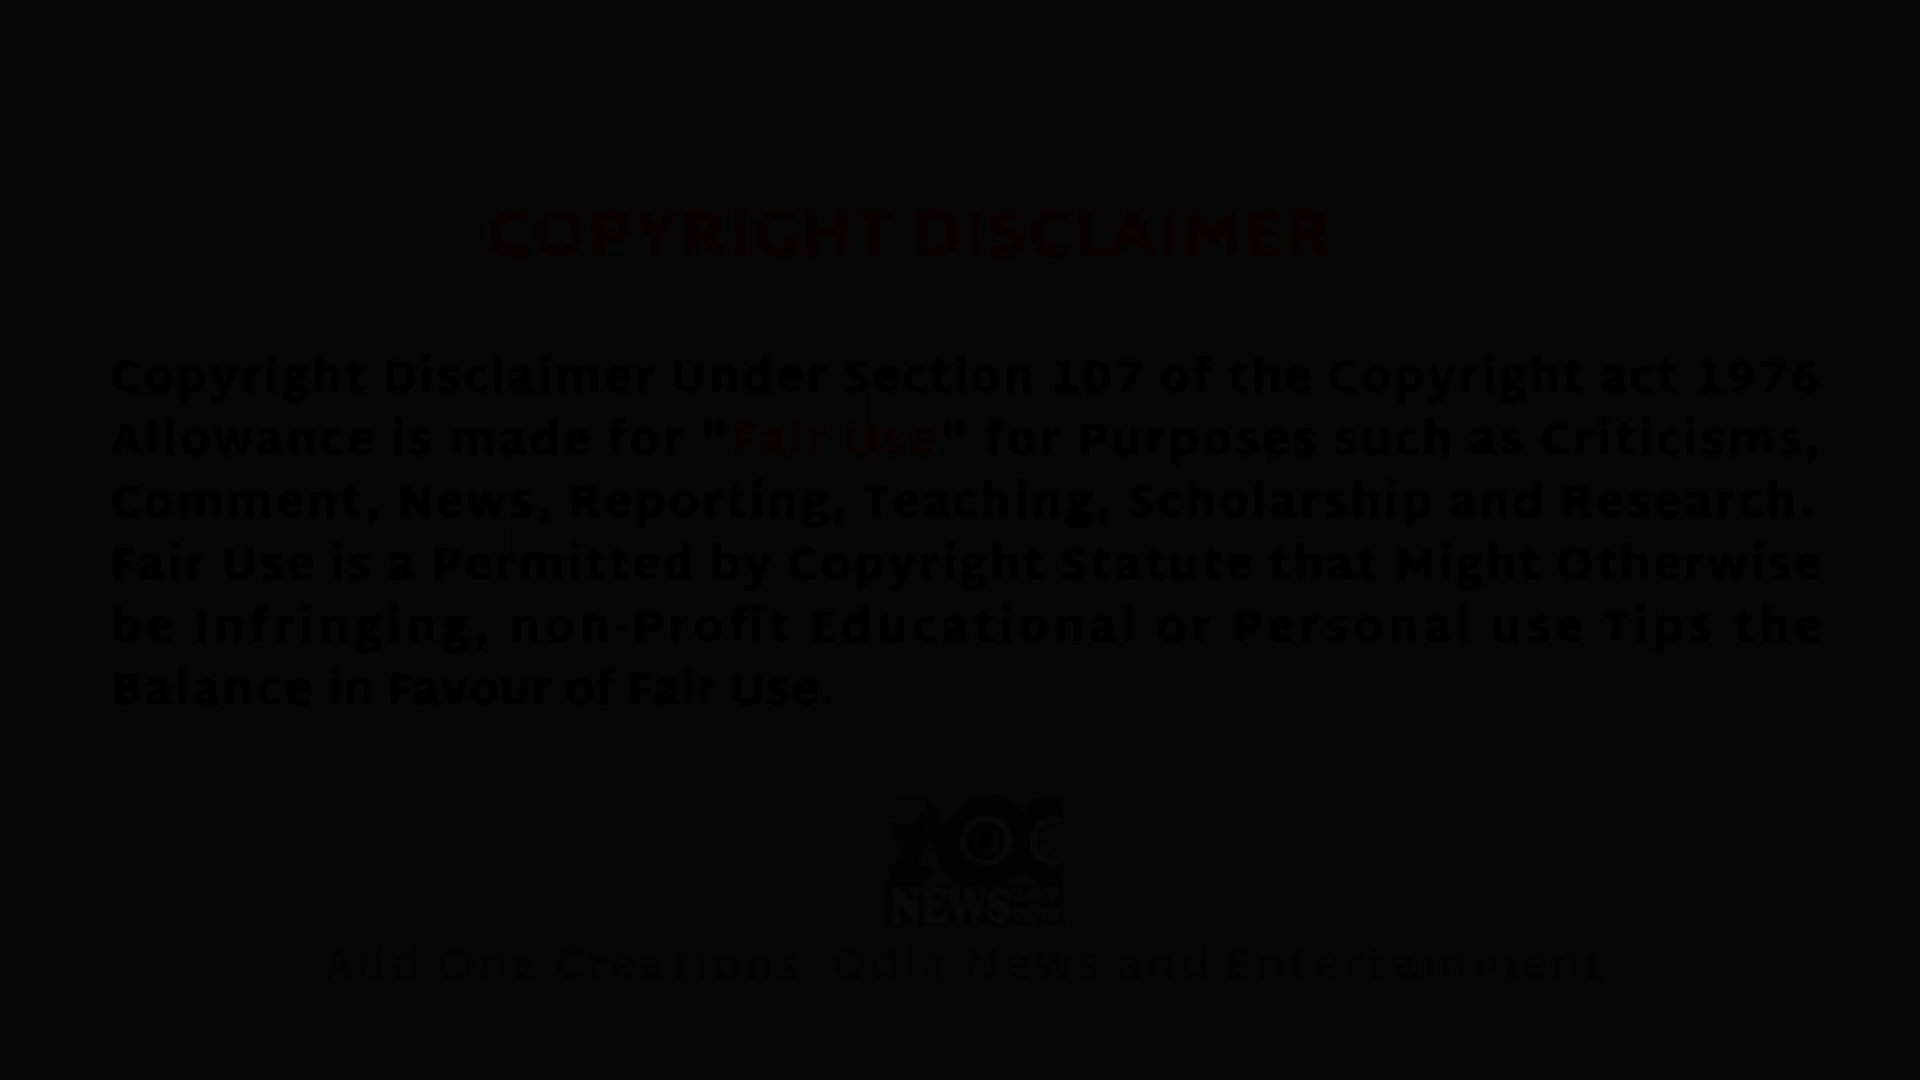 COPYRIGHT DISCLAIMER
Copyright Disclaimer Under Section 107 of the Copyright act 1976
Allowance is made for "Fair Use" for Purposes such as Criticisms,
Comment, News, Reporting, Teaching, Scholarship and Research.
Fair Use is a Permitted by Copyright Statute that Might Otherwise
be Infringing, non-Profit Educational or Personal use Tips the
Balance in Favour of Fair Use.
AOC
NEWS
Add One Creations Odia News and Entertainment